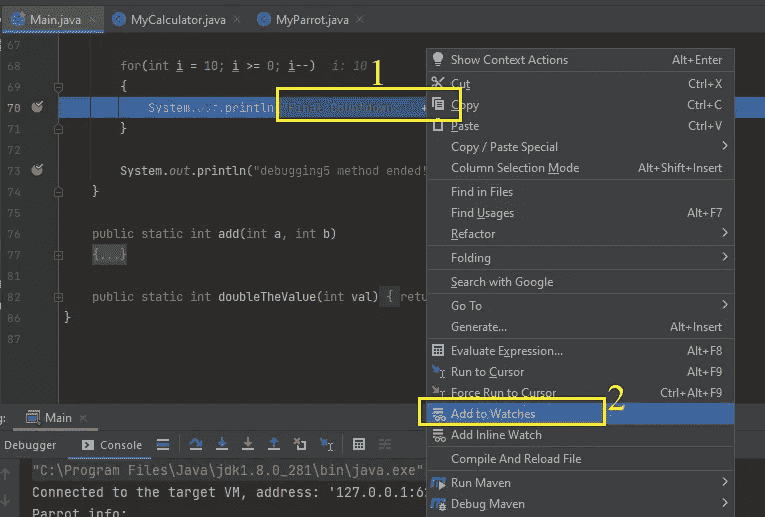 Main.java MyCalculator.java MyParrot.java
67
68 for(int i = 10; i >= 0; i--) i: 10
69 {
70 System.out.println(
71 }
72
73 System.out.println("debugging5 method ended!
74 }
75
76 public static int add(int a, int b)
77 {...}
81
82 public static int doubleTheValue(int val) { retu
86 }
87
1
Show Context Actions Alt+Enter
Cut Ctrl+X
Copy Ctrl+C
Paste Ctrl+V
Copy / Paste Special
Column Selection Mode Alt+Shift+Insert
Find in Files
Find Usages Alt+F7
Refactor
Folding
Search with Google
Go To
Generate... Alt+Insert
Evaluate Expression... Alt+F8
Run to Cursor Alt+F9
Force Run to Cursor Ctrl+Alt+F9
Add to Watches
2
Add Inline Watch
Compile And Reload File
Run Maven
Debug Maven
g: Main
Debugger Console
"C:\Program Files\Java\jdk1.8.0_281\bin\java.exe"
Connected to the target VM, address: '127.0.0.1:6
Parrot info: